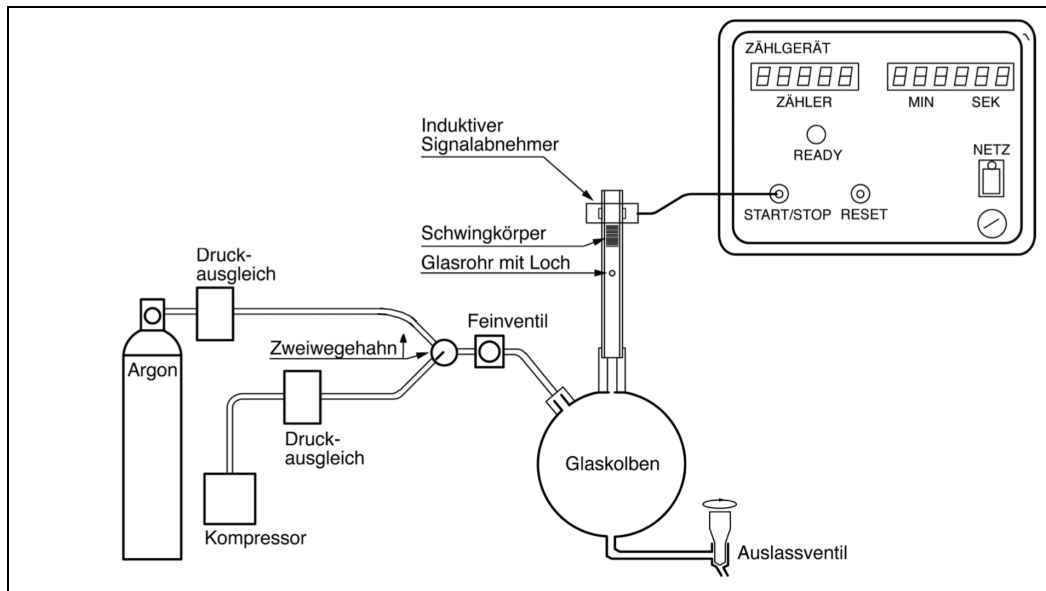 ZÄHLGERÄT
ZÄHLER
MIN SEK
READY
NETZ
START/STOP RESET
Induktiver
Signalabnehmer
Schwingkörper
Glasrohr mit Loch
Druck-
ausgleich
Feinventil
Zweiwegehahn
Argon
Druck-
ausgleich
Glaskolben
Kompressor
Auslassventil